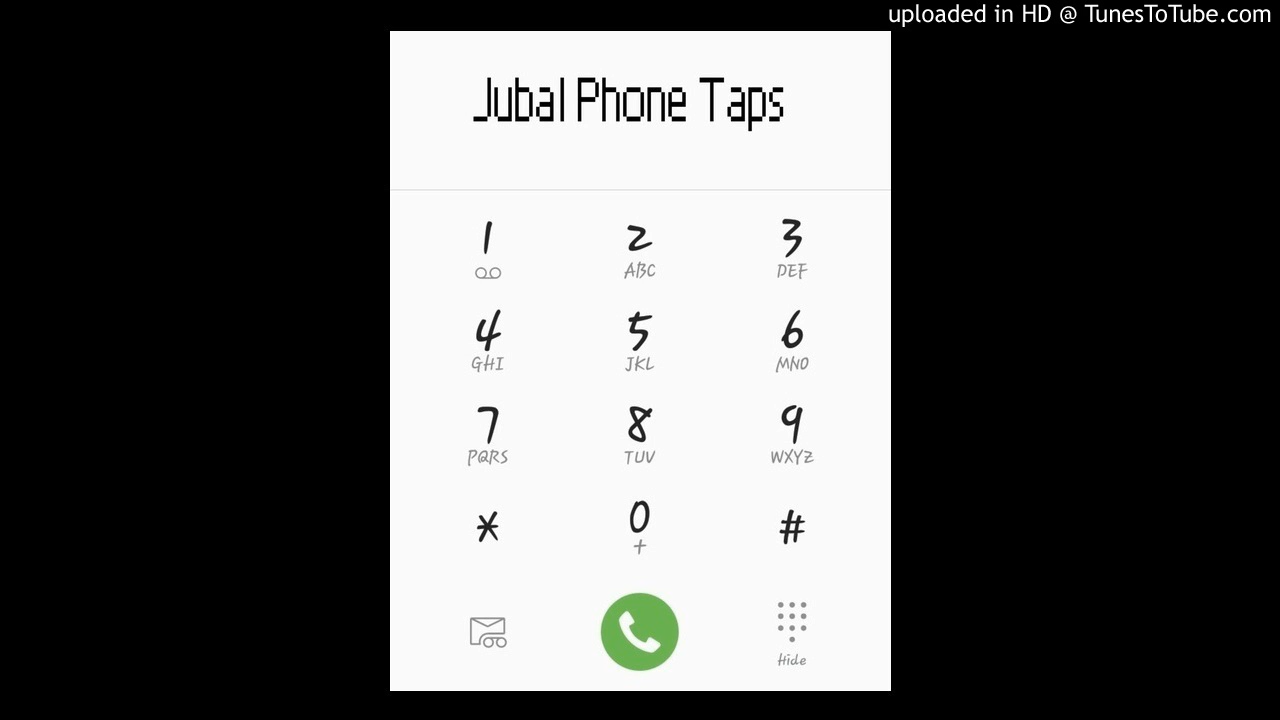 uploaded in HD @ TunesToTube.com
Jubal Phone Taps
1 2 3
ABC DEF
4 5 6
GHI JKL MNO
7 8 9
PQRS TUV WXYZ
* 0 #
+
Hide